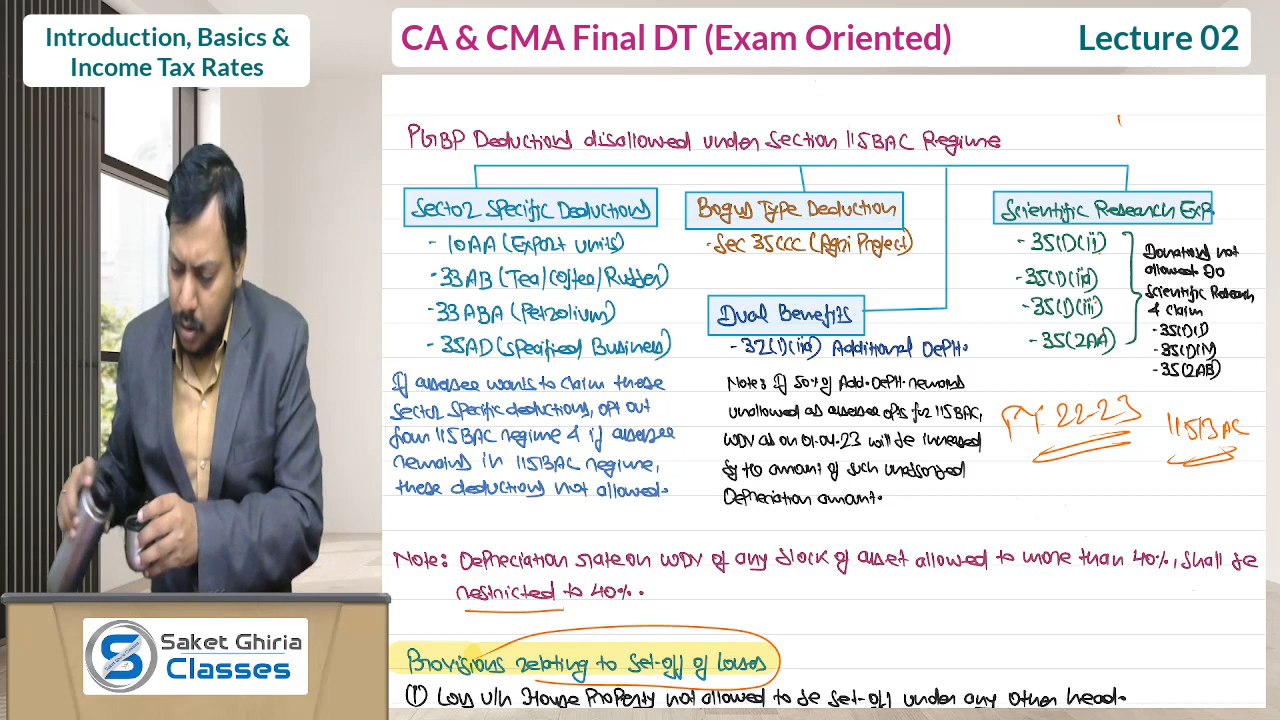 Introduction, Basics &
Income Tax Rates
CA & CMA Final DT (Exam Oriented)
Lecture 02
PGBP Deductions disallowed under Section 115BAC Regime
Sector Specific Deductions
- 10AA (Export units)
- 33AB (Tea/Coffee/Rubber)
- 33ABA (Petrolium)
- 35AD (Specified Business)
If assessee wants to claim these
sector specific deductions, opt out
from 115BAC regime & if assessee
remains in 115BAC regime,
these deductions not allowed.
Bogus Type Deduction
- Sec 35CCC (Agri Project)
Dual Benefits
- 32(1)(iia) Additional Depn.
Note: If 50% of Add. Depn. remains
unallowed as assessee opts for 115BAC,
WDV as on 01.04.23 will be increased
by the amount of such unabsorbed
Depreciation amount.
Scientific Research Exp.
- 35(1)(ii)
- 35(1)(iia)
- 35(1)(iii)
- 35(2AA)
Donations not
allowed. Do
Scientific Research
& claim
- 35(1)(i)
- 35(1)(iv)
- 35(2AB)
PY 22-23
115BAC
Note: Depreciation rate on WDV of any block of asset allowed to more than 40%, shall be
restricted to 40%.
Provisions relating to set-off of losses
(1) Loss u/h House Property not allowed to be set-off under any other head.
Saket Ghiria
Classes